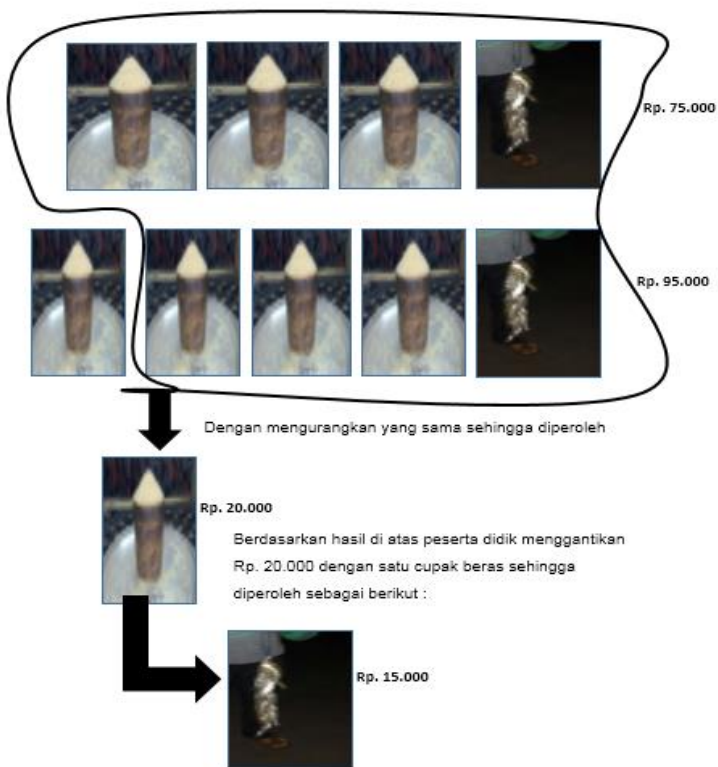 Rp. 75.000
Rp. 95.000
Dengan mengurangkan yang sama sehingga diperoleh
Rp. 20.000
Berdasarkan hasil di atas peserta didik menggantikan
Rp. 20.000 dengan satu cupak beras sehingga
diperoleh sebagai berikut :
Rp. 15.000